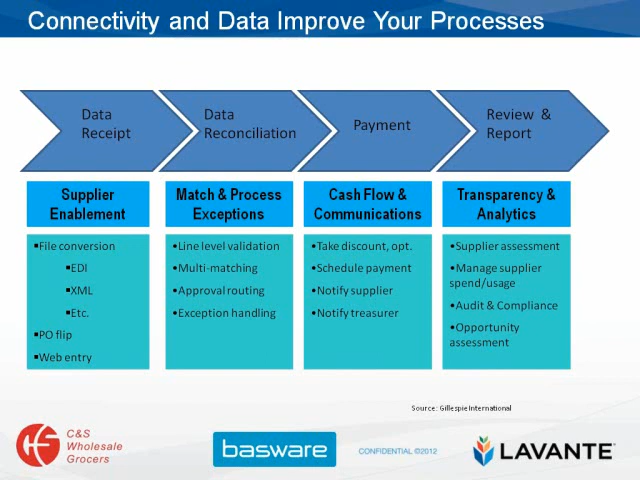 Connectivity and Data Improve Your Processes
Data
Receipt
Data
Reconciliation
Payment
Review &
Report
Supplier
Enablement
Match & Process
Exceptions
Cash Flow &
Communications
Transparency &
Analytics
▪File conversion
▪EDI
▪XML
▪Etc.
▪PO flip
▪Web entry
•Line level validation
•Multi-matching
•Approval routing
•Exception handling
•Take discount, opt.
•Schedule payment
•Notify supplier
•Notify treasurer
•Supplier assessment
•Manage supplier
spend/usage
•Audit & Compliance
•Opportunity
assessment
Source: Gillespie International
C&S
Wholesale
Grocers
basware
CONFIDENTIAL ©2012
LAVANTE